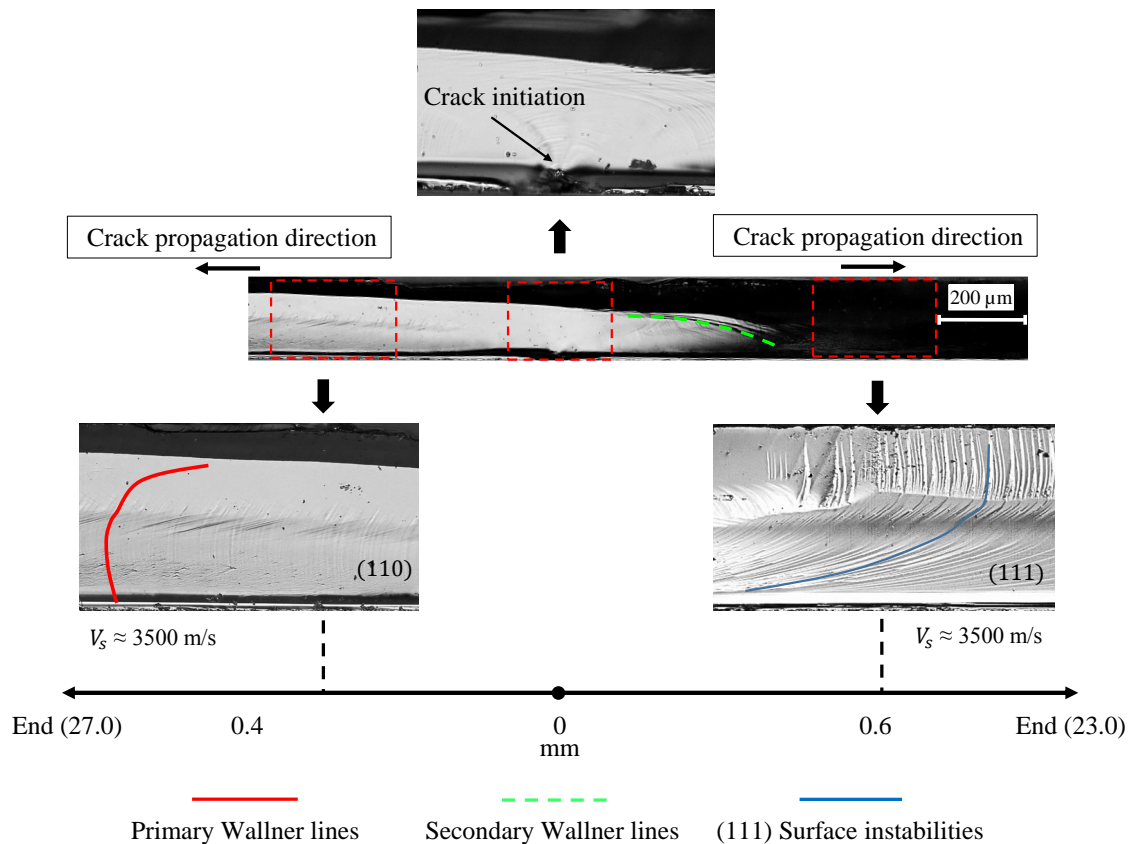 Crack initiation
Crack propagation direction
Crack propagation direction
200 µm
(110)
(111)
V_s ≈ 3500 m/s
V_s ≈ 3500 m/s
End (27.0)
0.4
0
0.6
End (23.0)
mm
Primary Wallner lines
Secondary Wallner lines
(111) Surface instabilities